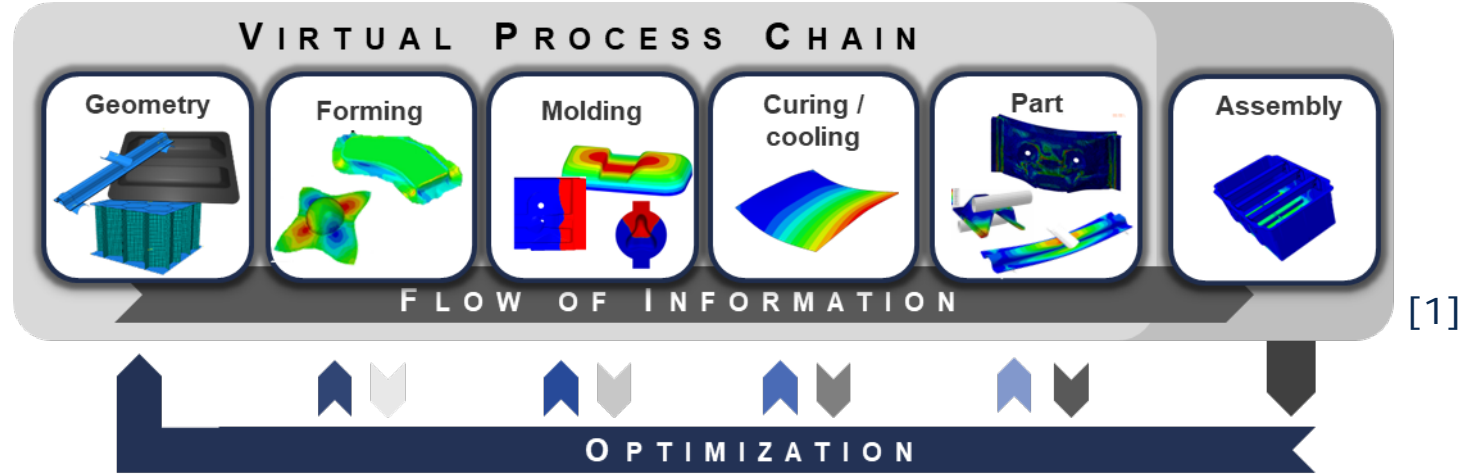 VIRTUAL PROCESS CHAIN
Geometry
Forming
Molding
Curing /
cooling
Part
Assembly
FLOW OF INFORMATION
[1]
OPTIMIZATION